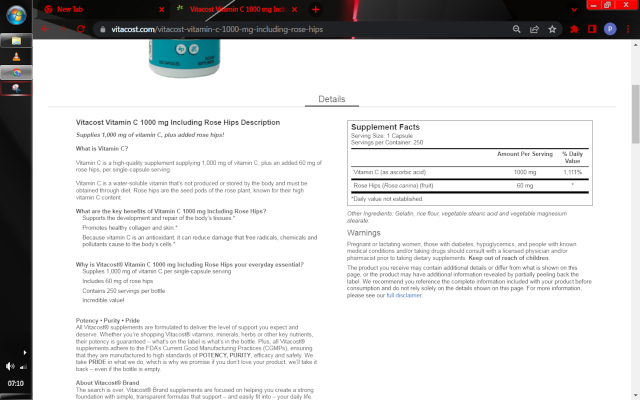 New Tab
Vitacost Vitamin C 1000 mg Incl
vitacost.com/vitacost-vitamin-c-1000-mg-including-rose-hips
P
Details
Vitacost Vitamin C 1000 mg Including Rose Hips Description
Supplies 1,000 mg of vitamin C, plus added rose hips!
What is Vitamin C?
Vitamin C is a high-quality supplement supplying 1,000 mg of vitamin C, plus an added 60 mg of
rose hips, per single-capsule serving.
Vitamin C is a water-soluble vitamin that's not produced or stored by the body and must be
obtained through diet. Rose hips are the seed pods of the rose plant, known for their high
vitamin C content.
What are the key benefits of Vitamin C 1000 mg Including Rose Hips?
Supports the development and repair of the body's tissues.*
Promotes healthy collagen and skin.*
Because vitamin C is an antioxidant, it can reduce damage that free radicals, chemicals and
pollutants cause to the body's cells.*
Why is Vitacost® Vitamin C 1000 mg Including Rose Hips your everyday essential?
Supplies 1,000 mg of vitamin C per single-capsule serving
Includes 60 mg of rose hips
Contains 250 servings per bottle
Incredible value!
Potency • Purity • Pride
All Vitacost® supplements are formulated to deliver the level of support you expect and
deserve. Whether you're shopping Vitacost® vitamins, minerals, herbs or other key nutrients,
their potency is guaranteed – what's on the label is what's in the bottle. Plus, all Vitacost®
supplements adhere to the FDA's Current Good Manufacturing Practices (CGMPs), ensuring
that they are manufactured to high standards of POTENCY, PURITY, efficacy and safety. We
take PRIDE in what we do, which is why we promise if you don't love your product, we'll take it
back – even if the bottle is empty.
About Vitacost® Brand
The search is over. Vitacost® Brand supplements are focused on helping you create a strong
foundation with simple, transparent formulas that support – and easily fit into – your daily life.
Supplement Facts
Serving Size: 1 Capsule
Servings per Container: 250
Amount Per Serving % Daily
Value
Vitamin C (as ascorbic acid) 1000 mg 1,111%
Rose Hips (Rosa canina) (fruit) 60 mg *
*Daily value not established.
Other Ingredients: Gelatin, rice flour, vegetable stearic acid and vegetable magnesium
stearate.
Warnings
Pregnant or lactating women, those with diabetes, hypoglycemics, and people with known
medical conditions and/or taking drugs should consult with a licensed physician and/or
pharmacist prior to taking dietary supplements. Keep out of reach of children.
The product you receive may contain additional details or differ from what is shown on this
page, or the product may have additional information revealed by partially peeling back the
label. We recommend you reference the complete information included with your product before
consumption and do not rely solely on the details shown on this page. For more information,
please see our full disclaimer.
07:10